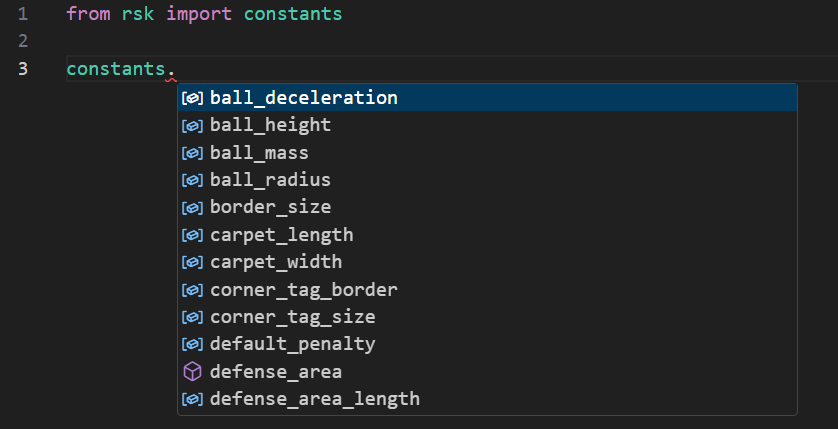 1 from rsk import constants
2
3 constants.
ball_deceleration
ball_height
ball_mass
ball_radius
border_size
carpet_length
carpet_width
corner_tag_border
corner_tag_size
default_penalty
defense_area
defense_area_length